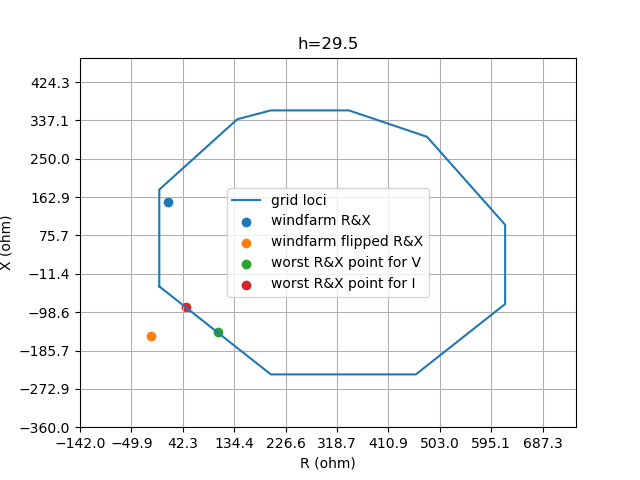 h=29.5
424.3
337.1
250.0
162.9
75.7
−11.4
−98.6
−185.7
−272.9
−360.0
X (ohm)
grid loci
windfarm R&X
windfarm flipped R&X
worst R&X point for V
worst R&X point for I
−142.0 −49.9 42.3 134.4 226.6 318.7 410.9 503.0 595.1 687.3
R (ohm)